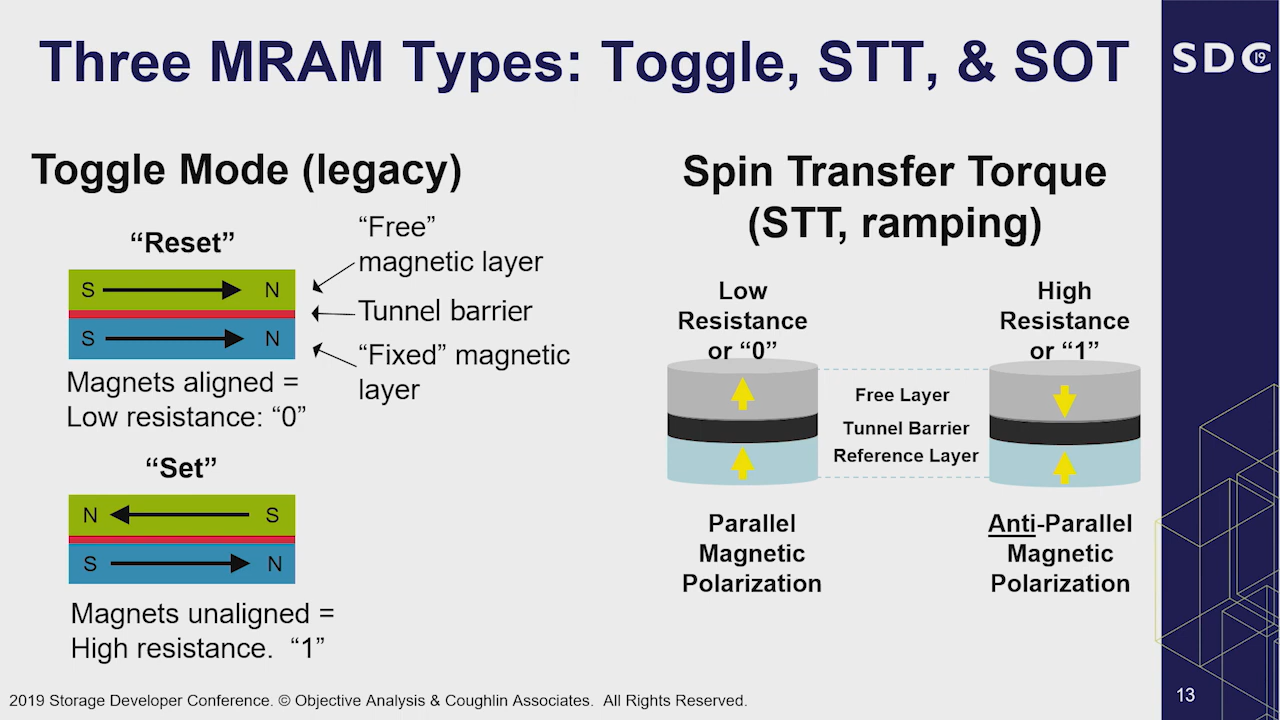 Three MRAM Types: Toggle, STT, & SOT
SDC
19
Toggle Mode (legacy)
“Reset”
S N
S N
“Free”
magnetic layer
Tunnel barrier
“Fixed” magnetic
layer
Magnets aligned =
Low resistance: “0”
“Set”
N S
S N
Magnets unaligned =
High resistance. “1”
Spin Transfer Torque
(STT, ramping)
Low
Resistance
or “0”
High
Resistance
or “1”
Free Layer
Tunnel Barrier
Reference Layer
Parallel
Magnetic
Polarization
Anti-Parallel
Magnetic
Polarization
2019 Storage Developer Conference. © Objective Analysis & Coughlin Associates. All Rights Reserved.
13